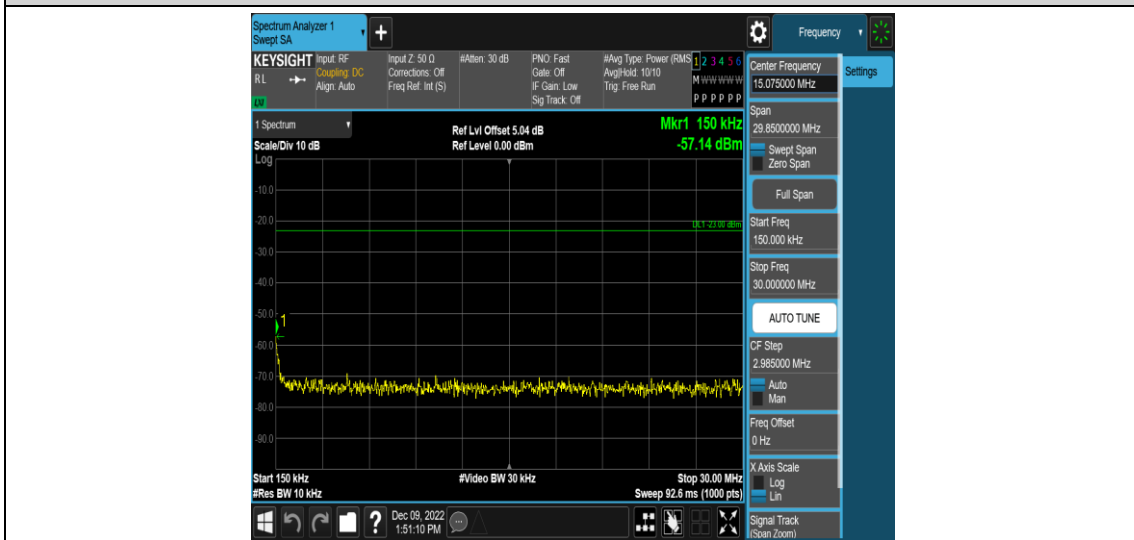 Spectrum Analyzer 1
Swept SA
+
Frequency
KEYSIGHT
RL
LXI
Input: RF
Coupling: DC
Align: Auto
Input Z: 50 Ω
Corrections: Off
Freq Ref: Int (S)
#Atten: 30 dB
PNO: Fast
Gate: Off
IF Gain: Low
Sig Track: Off
#Avg Type: Power (RMS
Avg|Hold: 10/10
Trig: Free Run
1 2 3 4 5 6
M W W W W W
P P P P P P
1 Spectrum
Scale/Div 10 dB
Log
Ref Lvl Offset 5.04 dB
Ref Level 0.00 dBm
Mkr1 150 kHz
-57.14 dBm
-10.0
-20.0
DL1 -23.00 dBm
-30.0
-40.0
-50.0
1
-60.0
-70.0
-80.0
-90.0
Start 150 kHz
#Res BW 10 kHz
#Video BW 30 kHz
Stop 30.00 MHz
Sweep 92.6 ms (1000 pts)
?
Dec 09, 2022
1:51:10 PM
Center Frequency
15.075000 MHz
Settings
Span
29.8500000 MHz
Swept Span
Zero Span
Full Span
Start Freq
150.000 kHz
Stop Freq
30.000000 MHz
AUTO TUNE
CF Step
2.985000 MHz
Auto
Man
Freq Offset
0 Hz
X Axis Scale
Log
Lin
Signal Track
(Span Zoom)